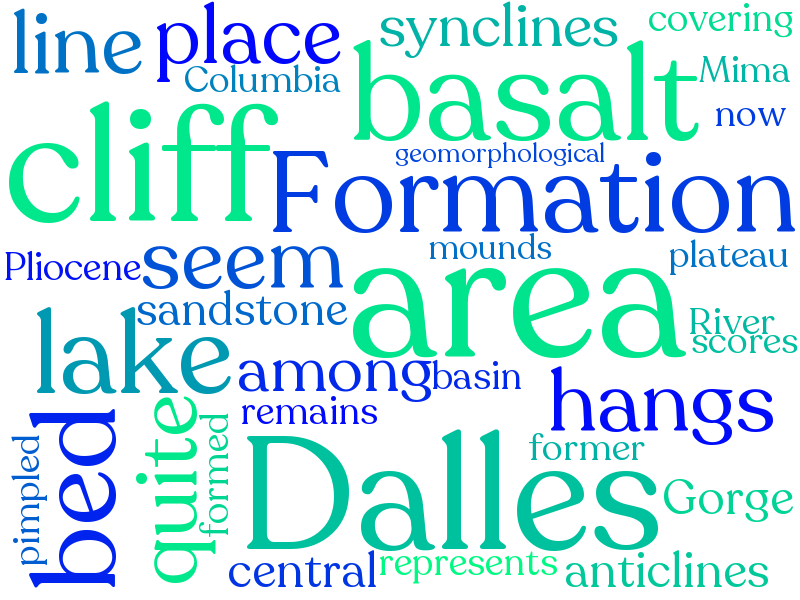 line
place
synclines
covering
Columbia
basalt
Mima
now
cliff
geomorphological
Formation
Pliocene
seem
mounds
plateau
sandstone
area
River
scores
lake
among
basin
hangs
remains
bed
pimpled
quite
formed
Dalles
former
Gorge
central
represents
anticlines